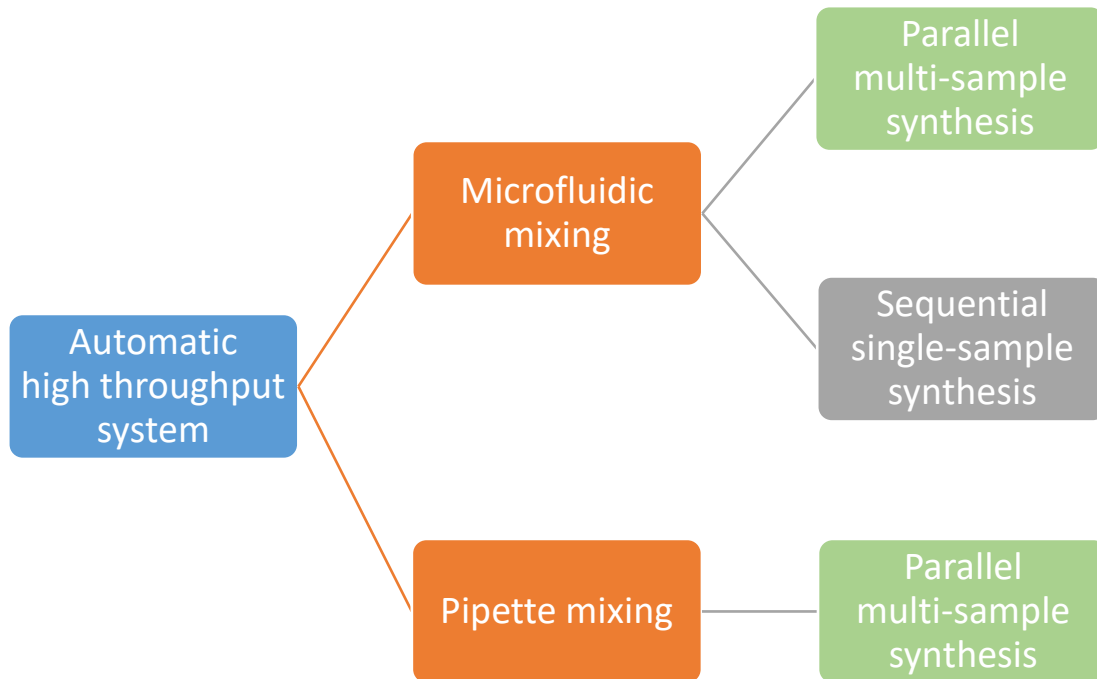 Automatic
high throughput
system
Microfluidic
mixing
Parallel
multi-sample
synthesis
Sequential
single-sample
synthesis
Pipette mixing
Parallel
multi-sample
synthesis